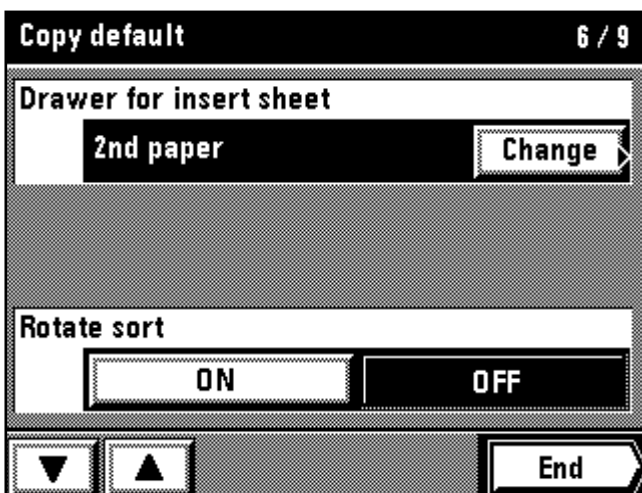 Copy default 6 / 9
Drawer for insert sheet
2nd paper Change
Rotate sort
ON OFF
End